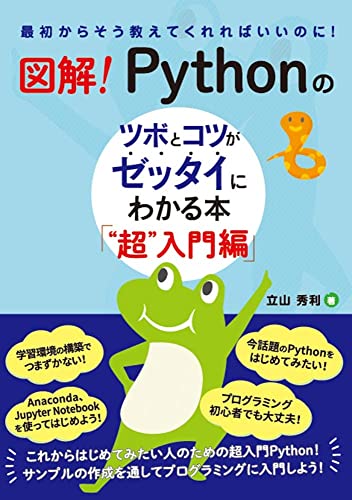 最初からそう教えてくれればいいのに!
図解! Pythonの
ツボとコツが
ゼッタイに
わかる本
「“超”入門編」
立山 秀利 著
学習環境の構築で
つまずかない!
今話題のPythonを
はじめてみたい!
Anaconda、
Jupyter Notebook
を使ってはじめよう!
プログラミング
初心者でも大丈夫!
これからはじめてみたい人のための超入門Python!
サンプルの作成を通してプログラミングに入門しよう!